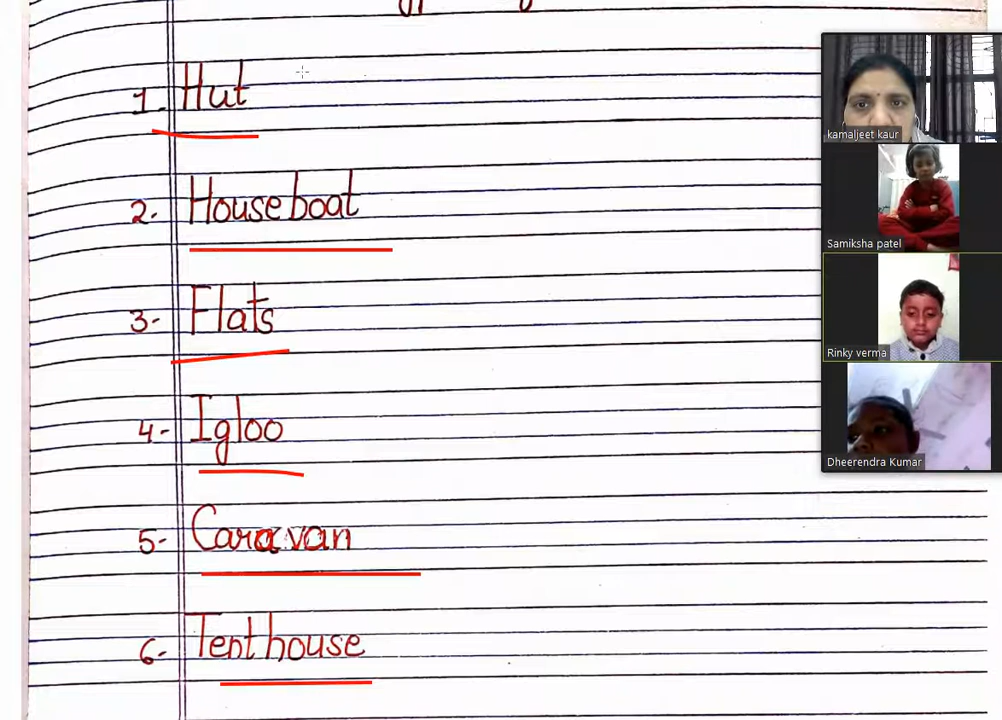 1. Hut
2- Houseboat
3- Flats
4- Igloo
5- Caravan
6- Tent house
kamaljeet kaur
Samiksha patel
Rinky verma
Dheerendra Kumar